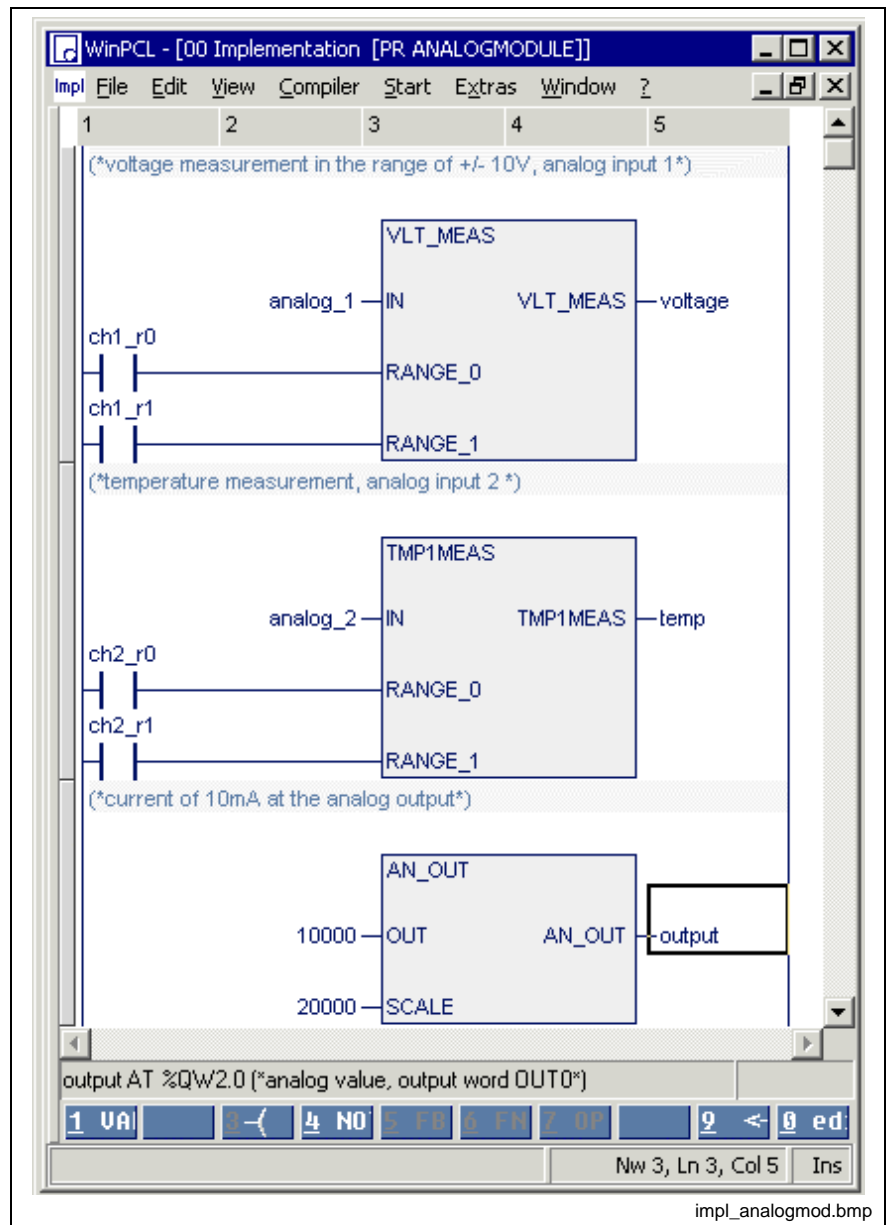 WinPCL - [00 Implementation [PR ANALOGMODULE]]
Impl File Edit View Compiler Start Extras Window ?
1 2 3 4 5
(*voltage measurement in the range of +/- 10V, analog input 1*)
VLT_MEAS
analog_1 IN VLT_MEAS voltage
ch1_r0
RANGE_0
ch1_r1
RANGE_1
(*temperature measurement, analog input 2 *)
TMP1MEAS
analog_2 IN TMP1MEAS temp
ch2_r0
RANGE_0
ch2_r1
RANGE_1
(*current of 10mA at the analog output*)
AN_OUT
10000 OUT AN_OUT output
20000 SCALE
output AT %QW2.0 (*analog value, output word OUT0*)
1 VA 3 -( 4 NO 5 FB 6 FN 7 OP 9 <- 0 ed
Nw 3, Ln 3, Col 5 Ins
impl_analogmod.bmp